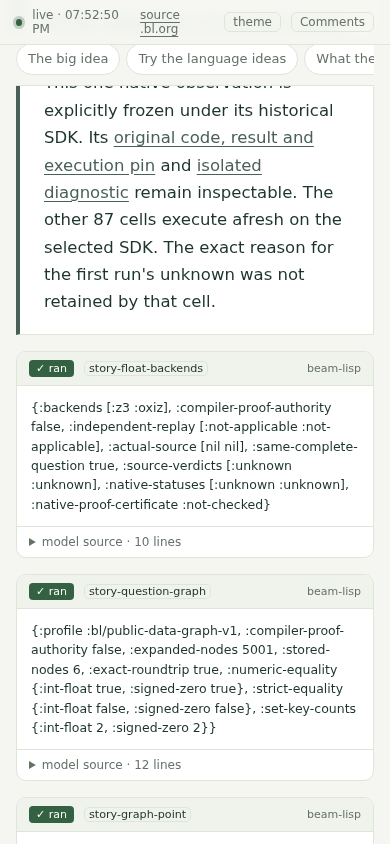 live · 07:52:50 PM
source .bl.org
theme
Comments
The big idea
Try the language ideas
What the
This one native observation is
explicitly frozen under its historical
SDK. Its original code, result and
execution pin and isolated
diagnostic remain inspectable. The
other 87 cells execute afresh on the
selected SDK. The exact reason for
the first run's unknown was not
retained by that cell.
✓ ran story-float-backends beam-lisp
{:backends [:z3 :oxiz], :compiler-proof-authority
false, :independent-replay [:not-applicable :not-
applicable], :actual-source [nil nil], :same-complete-
question true, :source-verdicts [:unknown
:unknown], :native-statuses [:unknown :unknown],
:native-proof-certificate :not-checked}
▶ model source · 10 lines
✓ ran story-question-graph beam-lisp
{:profile :bl/public-data-graph-v1, :compiler-proof-
authority false, :expanded-nodes 5001, :stored-
nodes 6, :exact-roundtrip true, :numeric-equality
{:int-float true, :signed-zero true}, :strict-equality
{:int-float false, :signed-zero false}, :set-key-counts
{:int-float 2, :signed-zero 2}}
▶ model source · 12 lines
✓ ran story-graph-point beam-lisp